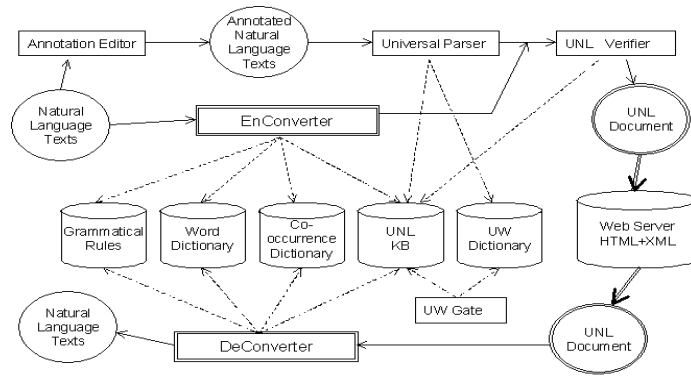 Annotated
Natural
Language
Texts
Annotation Editor
Universal Parser
UNL Verifier
Natural
Language
Texts
EnConverter
UNL
Document
Grammatical
Rules
Word
Dictionary
Co-
occurrence
Dictionary
UNL
KB
UW
Dictionary
Web Server
HTML+XML
UW Gate
Natural
Language
Texts
DeConverter
UNL
Document